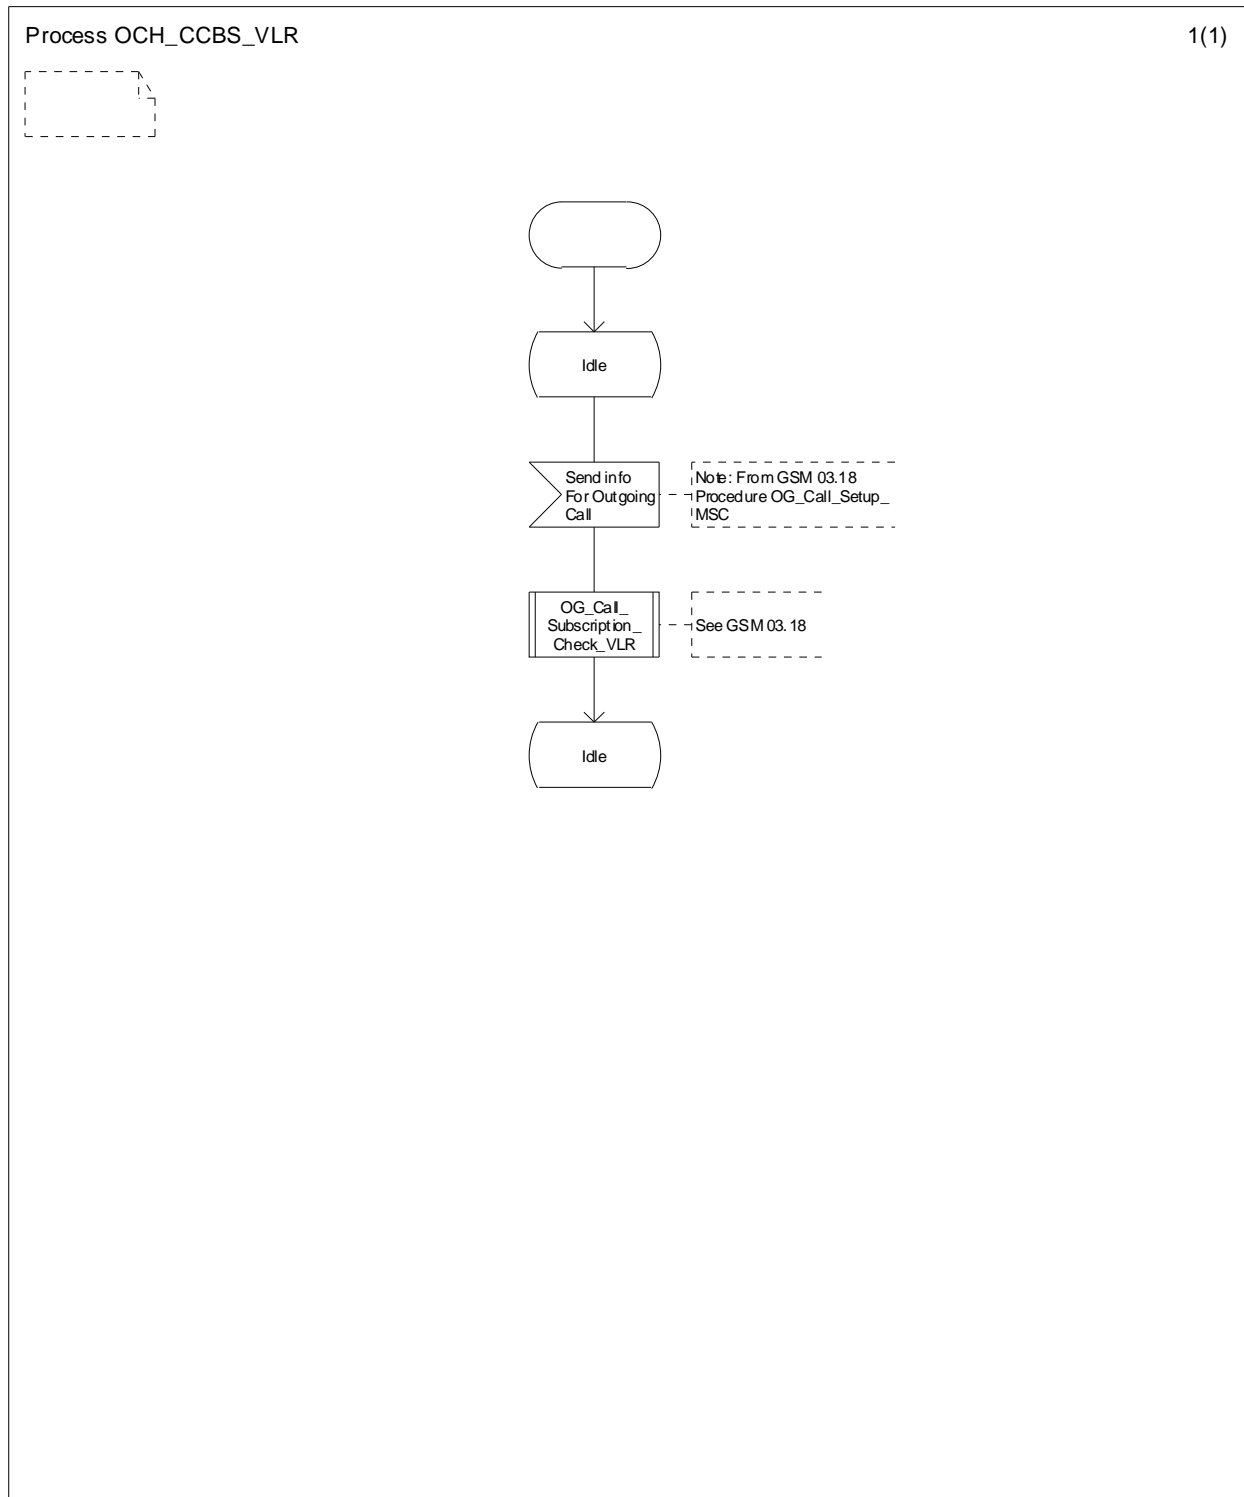 Process OCH_CCBS_VLR
1(1)
Idle
Send info
For Outgoing
Call
Note: From GSM 03.18
Procedure OG_Call_Setup_
MSC
OG_Call_
Subscription_
Check_VLR
See GSM 03.18
Idle